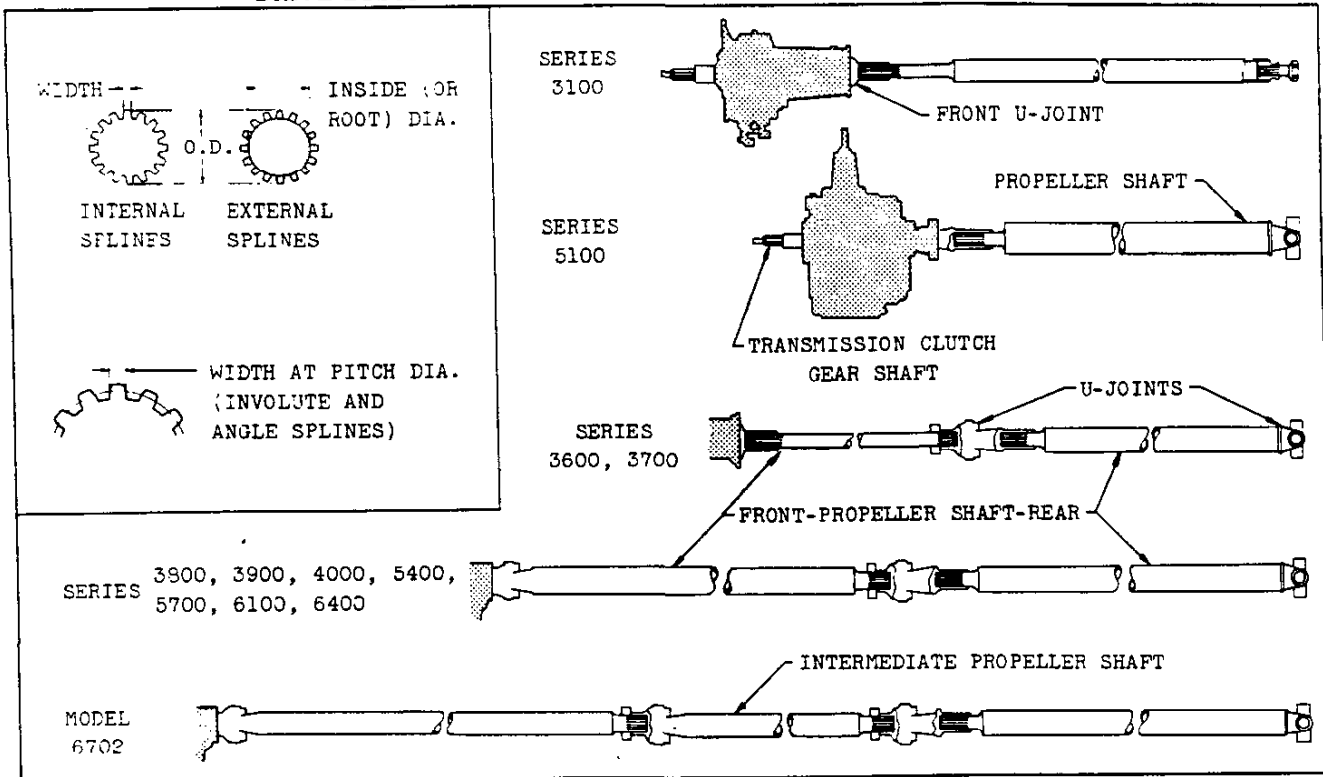 WIDTH
INSIDE (OR
ROOT) DIA.
O.D.
INTERNAL
SPLINES
EXTERNAL
SPLINES
WIDTH AT PITCH DIA.
(INVOLUTE AND
ANGLE SPLINES)
SERIES
3100
FRONT U-JOINT
SERIES
5100
PROPELLER SHAFT
TRANSMISSION CLUTCH
GEAR SHAFT
SERIES
3600, 3700
U-JOINTS
FRONT-PROPELLER SHAFT-REAR
SERIES
3800, 3900, 4000, 5400,
5700, 6100, 6400
INTERMEDIATE PROPELLER SHAFT
MODEL
6702